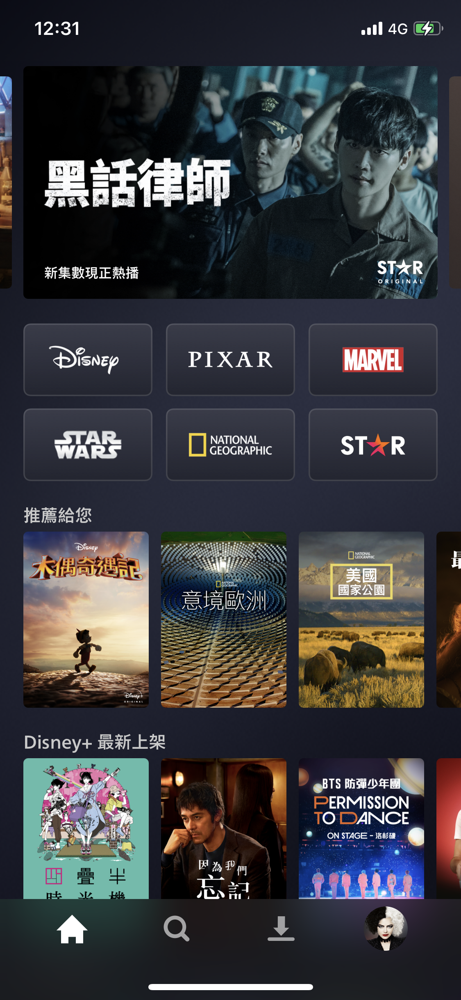 12:31
4G
黑話律師
新集數現正熱播
STAR
ORIGINAL
Disney
PIXAR
MARVEL
STAR
WARS
NATIONAL
GEOGRAPHIC
STAR
推薦給您
Disney
木偶奇遇記
Disney+
ORIGINAL
NATIONAL
GEOGRAPHIC
意境歐洲
NATIONAL
GEOGRAPHIC
美國
國家公園
最
Disney+ 最新上架
四疊半
時光機
因為我們
忘記
BTS 防彈少年團
PERMISSION
TO DANCE
ON STAGE - 洛杉磯